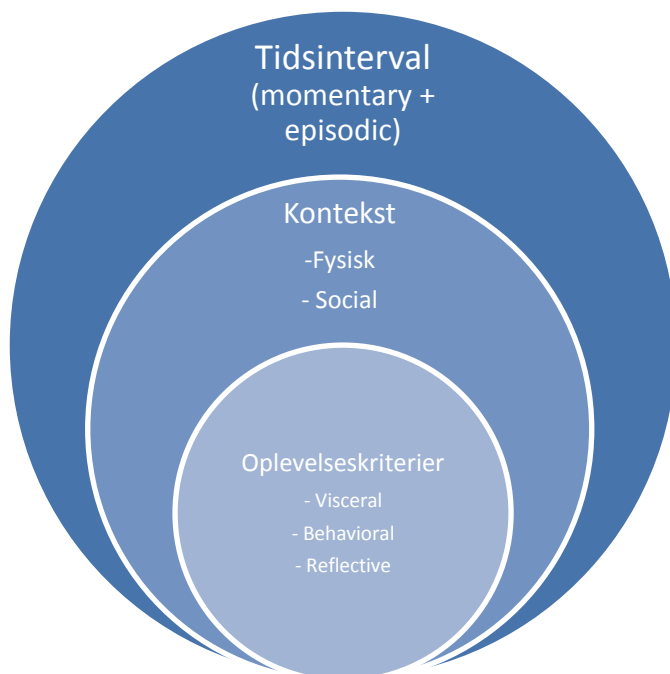 Tidsinterval
(momentary +
episodic)
Kontekst
-Fysisk
- Social
Oplevelseskriterier
- Visceral
- Behavioral
- Reflective